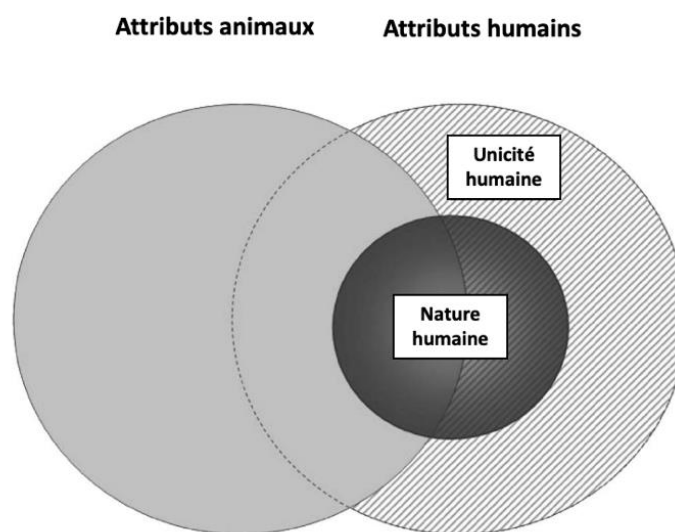 Attributs animaux
Attributs humains
Unicité
humaine
Nature
humaine